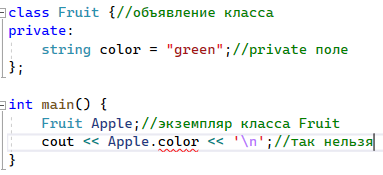 class Fruit {//объявление класса
private:
string color = "green";//private поле
};
int main() {
Fruit Apple;//экземпляр класса Fruit
cout << Apple.color << '\n';//так нельзя
}